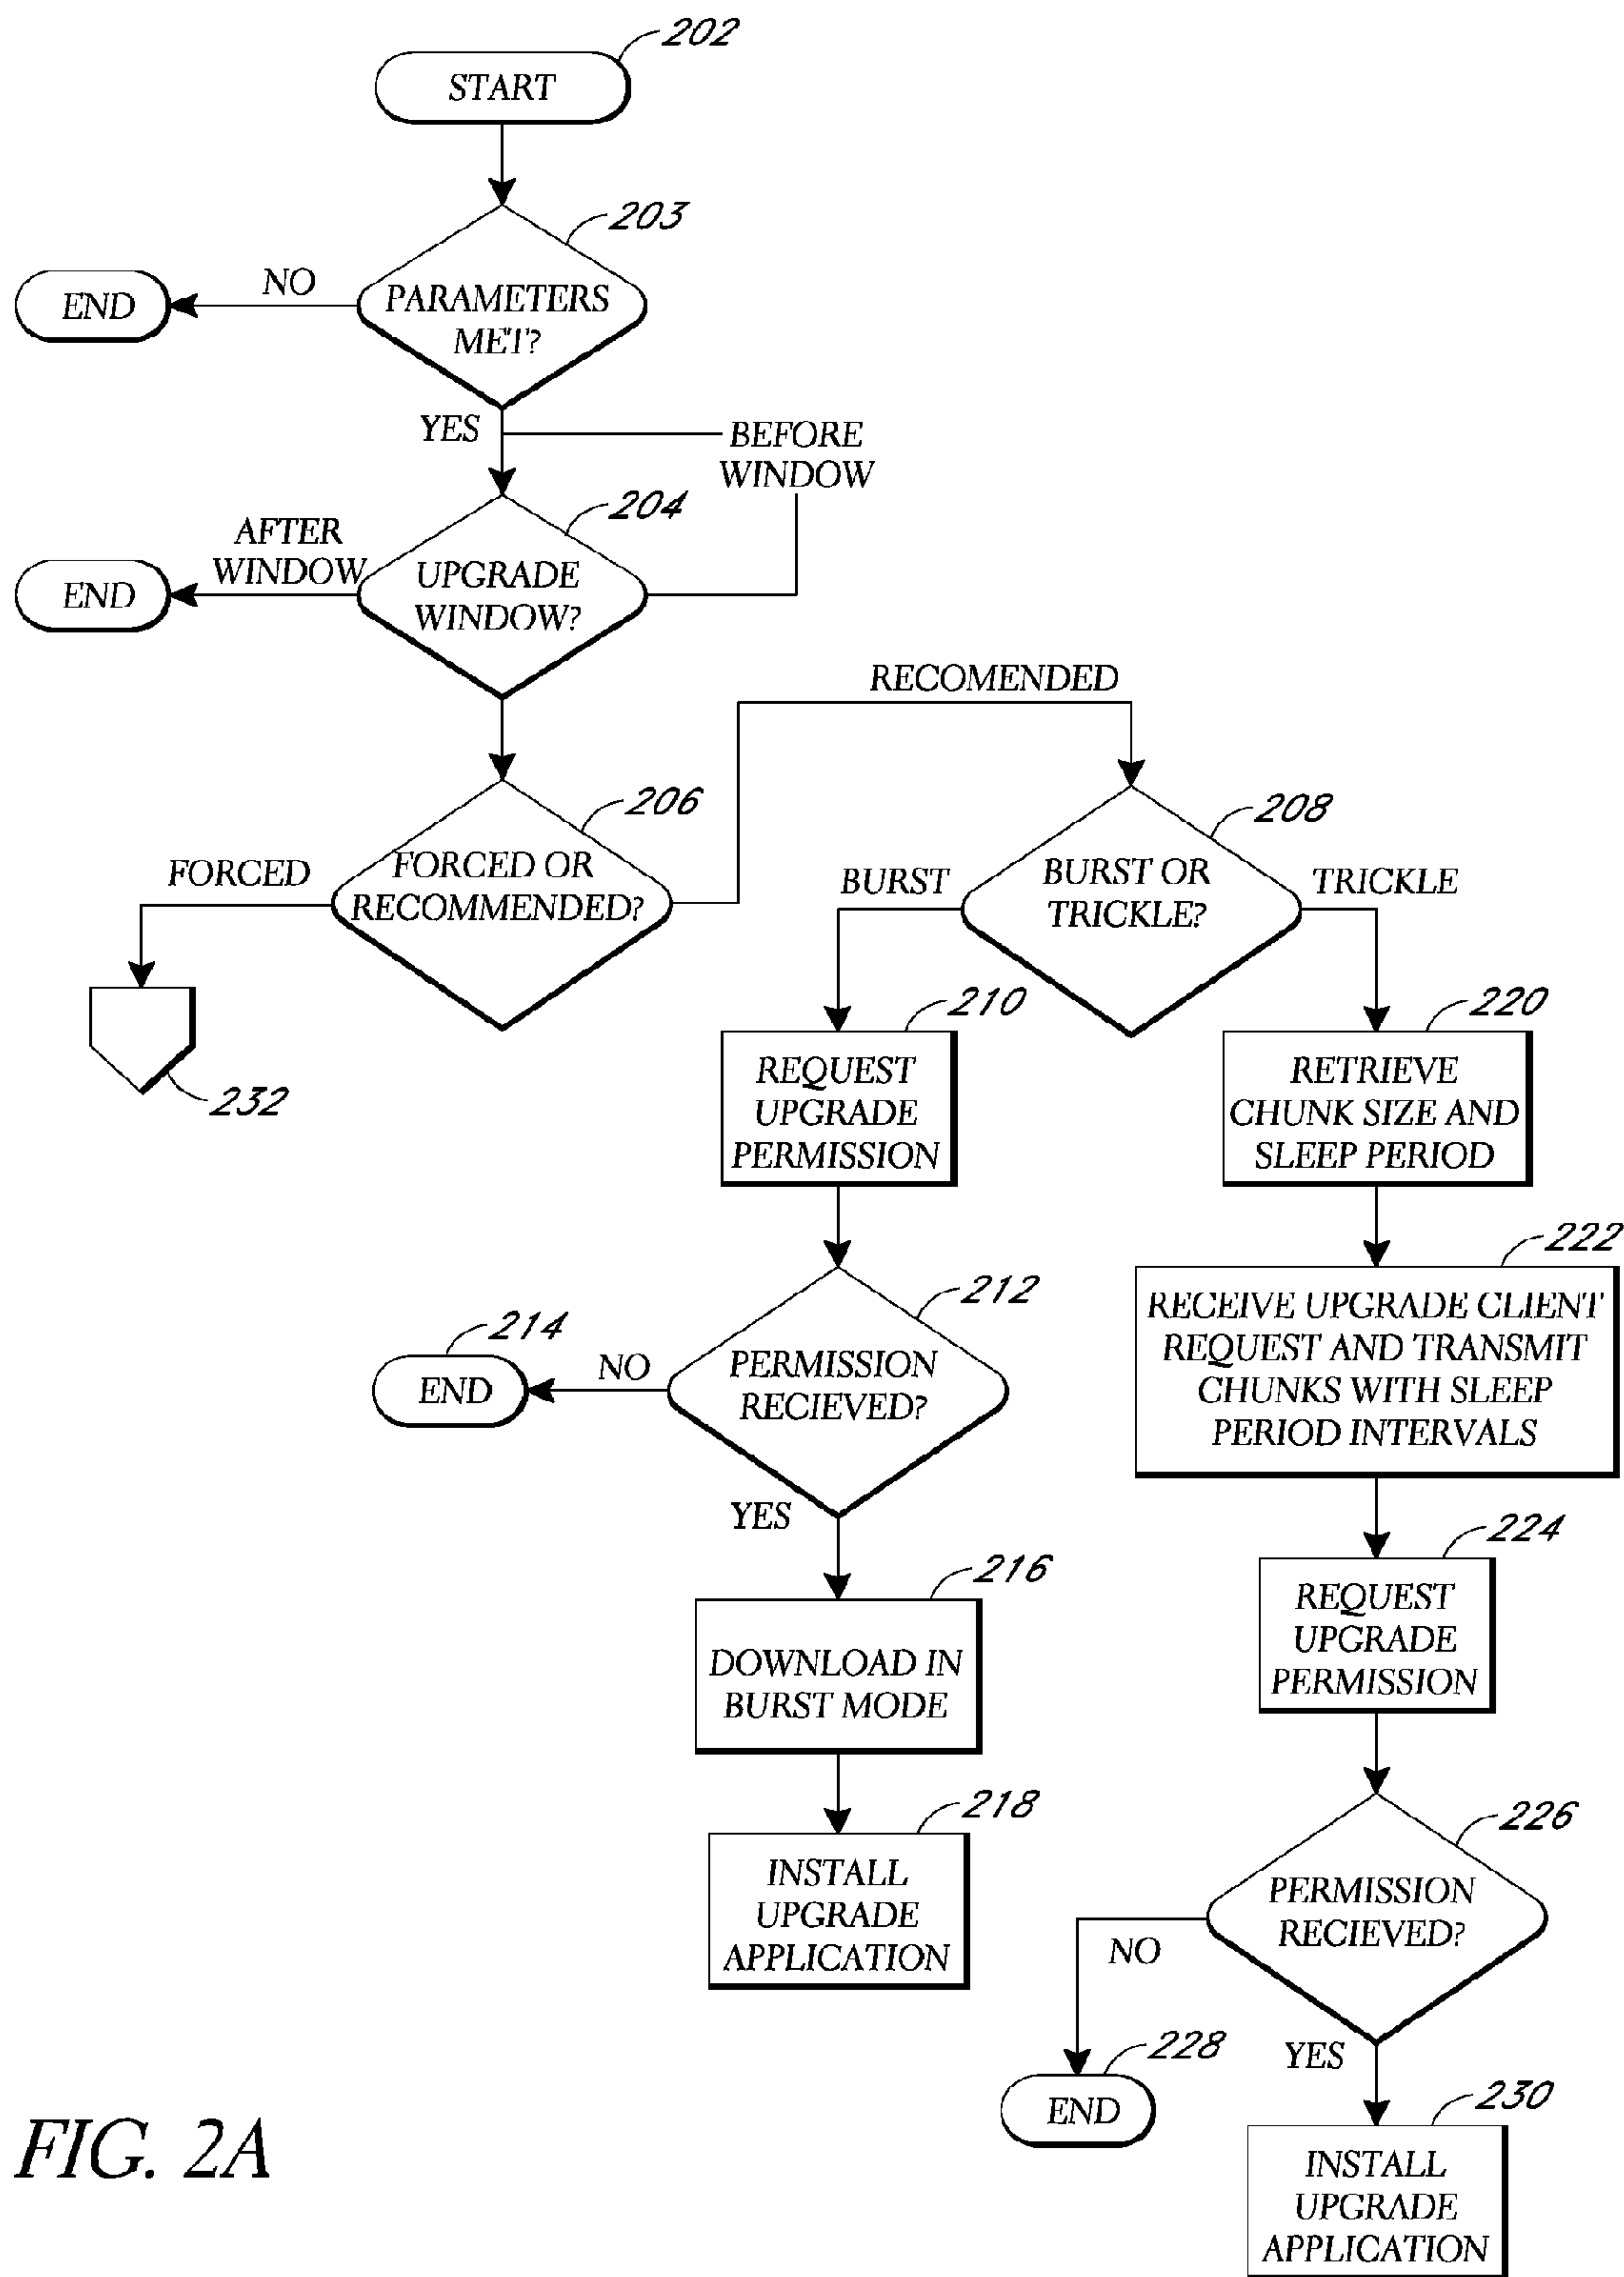 202
START
203
PARAMETERS
MET?
NO
END
YES
BEFORE
WINDOW
204
AFTER
WINDOW
END
UPGRADE
WINDOW?
RECOMENDED
206
FORCED
FORCED OR
RECOMMENDED?
208
BURST
BURST OR
TRICKLE?
TRICKLE
232
210
REQUEST
UPGRADE
PERMISSION
220
RETRIEVE
CHUNK SIZE AND
SLEEP PERIOD
222
RECEIVE UPGRADE CLIENT
REQUEST AND TRANSMIT
CHUNKS WITH SLEEP
PERIOD INTERVALS
212
214
END
NO
PERMISSION
RECIEVED?
YES
224
REQUEST
UPGRADE
PERMISSION
216
DOWNLOAD IN
BURST MODE
218
INSTALL
UPGRADE
APPLICATION
226
PERMISSION
RECIEVED?
NO
228
END
YES
230
INSTALL
UPGRADE
APPLICATION
FIG. 2A